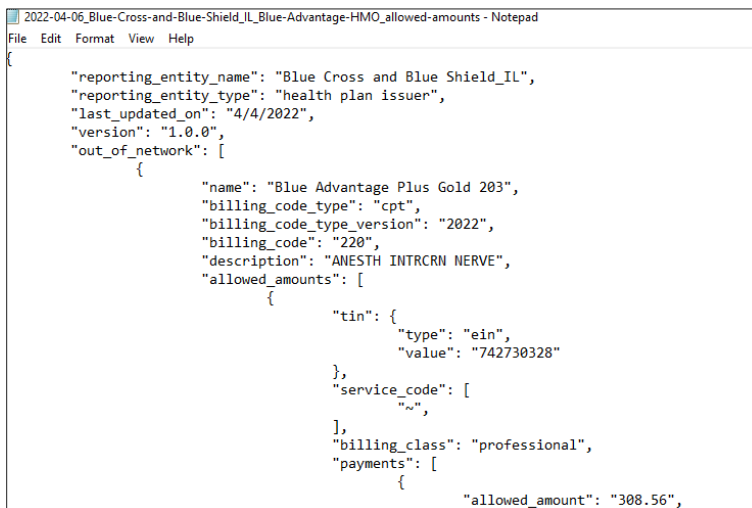 2022-04-06_Blue-Cross-and-Blue-Shield_IL_Blue-Advantage-HMO_allowed-amounts - Notepad
File Edit Format View Help
{
"reporting_entity_name": "Blue Cross and Blue Shield_IL",
"reporting_entity_type": "health plan issuer",
"last_updated_on": "4/4/2022",
"version": "1.0.0",
"out_of_network": [
{
"name": "Blue Advantage Plus Gold 203",
"billing_code_type": "cpt",
"billing_code_type_version": "2022",
"billing_code": "220",
"description": "ANESTH INTRCRN NERVE",
"allowed_amounts": [
{
"tin": {
"type": "ein",
"value": "742730328"
},
"service_code": [
"~",
],
"billing_class": "professional",
"payments": [
{
"allowed_amount": "308.56",